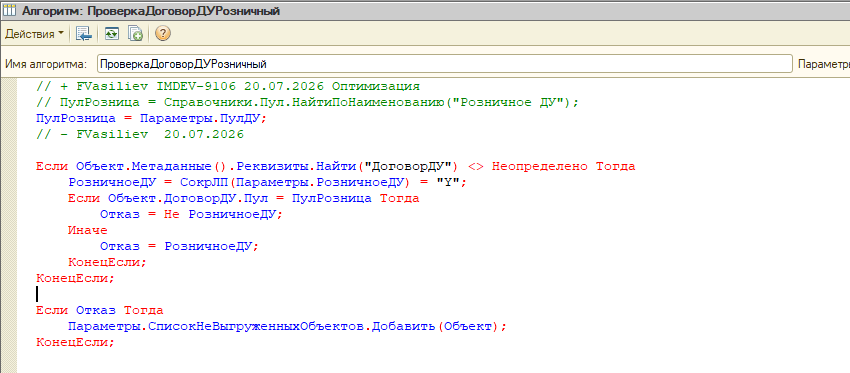 Алгоритм: ПроверкаДоговорДУРозничный
Действия
Имя алгоритма: ПроверкаДоговорДУРозничный Параметры
// + FVasiliev IMDEV-9106 20.07.2026 Оптимизация
// ПулРозница = Справочники.Пул.НайтиПоНаименованию("Розничное ДУ");
ПулРозница = Параметры.ПулДУ;
// - FVasiliev  20.07.2026
Если Объект.Метаданные().Реквизиты.Найти("ДоговорДУ") <> Неопределено Тогда
РозничноеДУ = СокрЛП(Параметры.РозничноеДУ) = "Y";
Если Объект.ДоговорДУ.Пул = ПулРозница Тогда
Отказ = Не РозничноеДУ;
Иначе
Отказ = РозничноеДУ;
КонецЕсли;
КонецЕсли;
Если Отказ Тогда
Параметры.СписокНеВыгруженныхОбъектов.Добавить(Объект);
КонецЕсли;